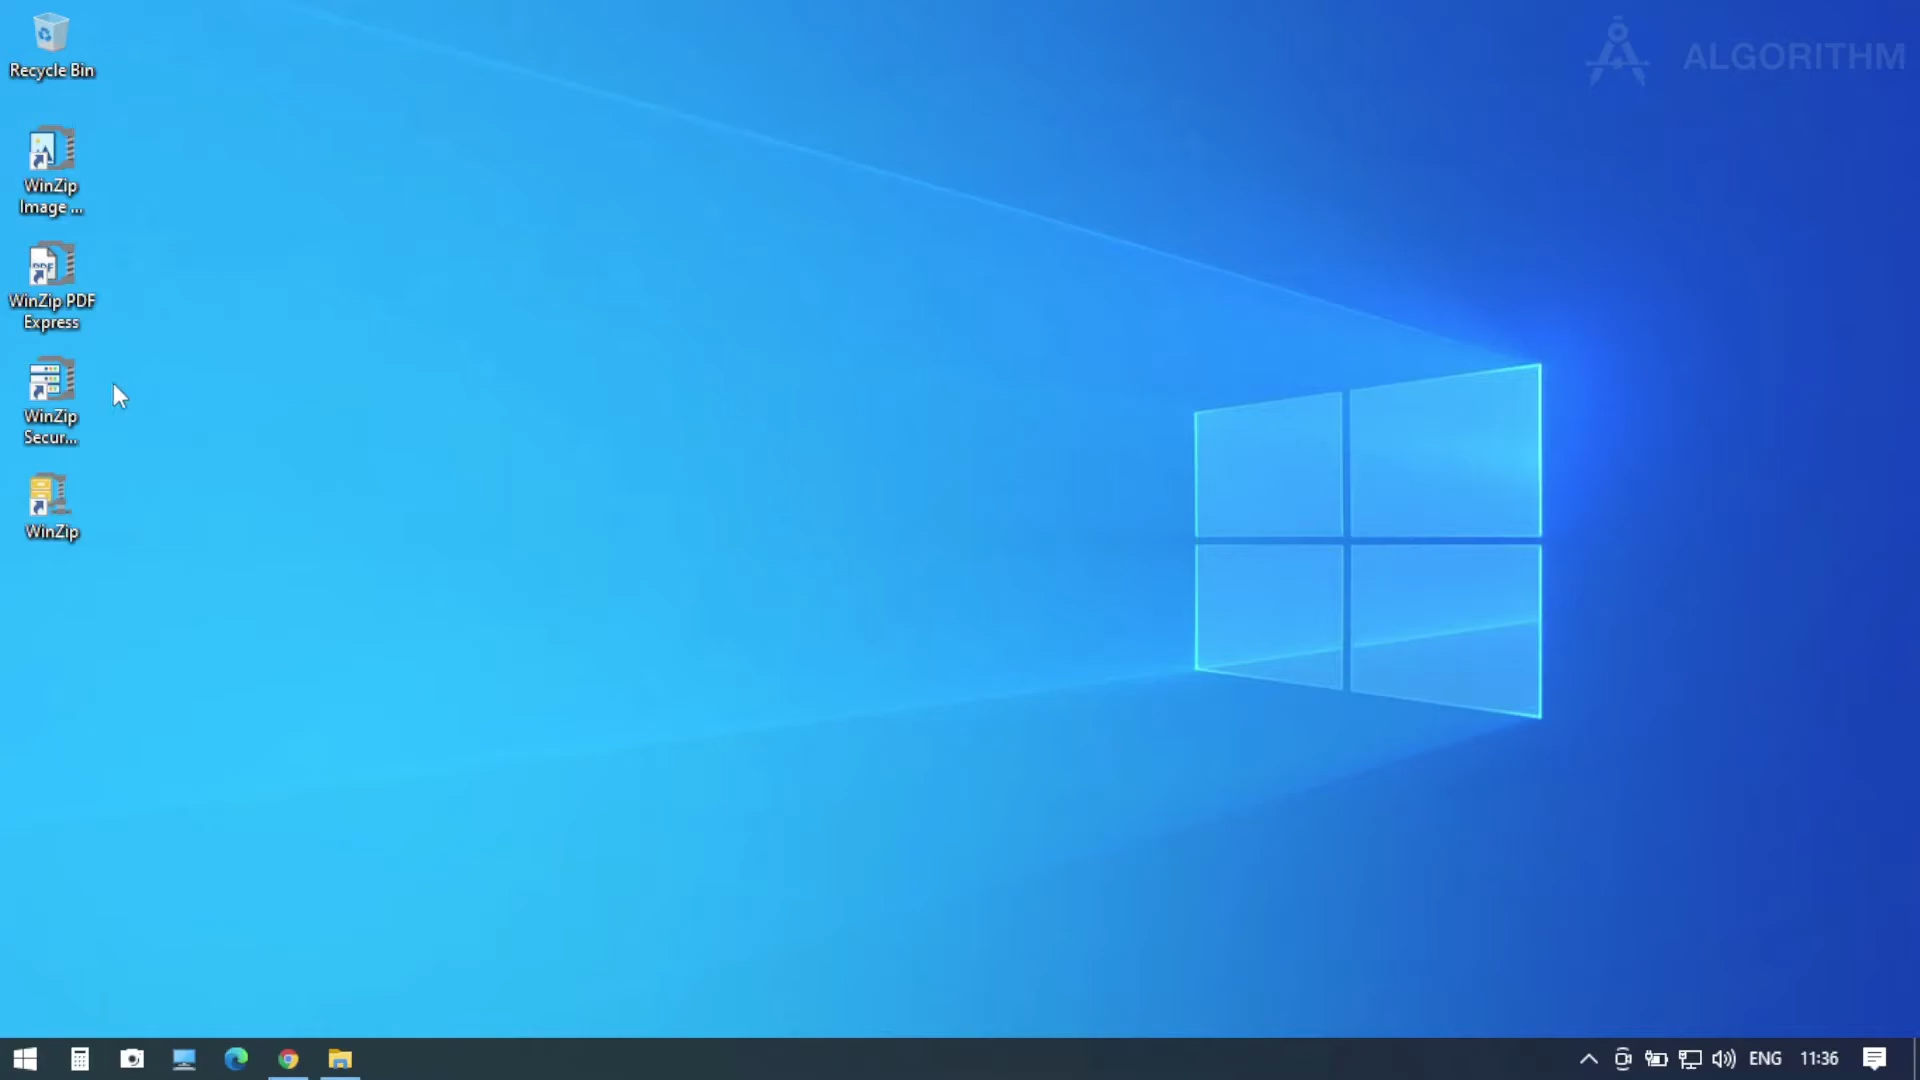 ALGORITHM
Recycle Bin
WinZip
Image ...
WinZip PDF
Express
WinZip
Secur...
WinZip
ENG
11:36